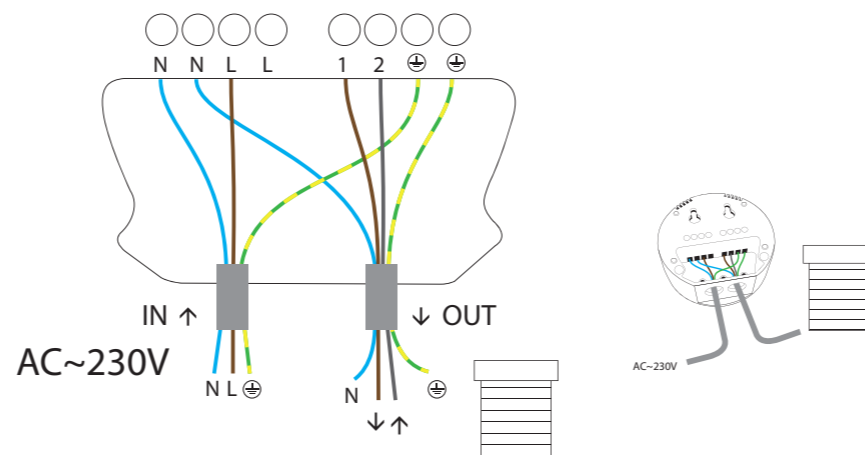 N N L L 1 2
IN ↑ ↓ OUT
AC~230V
N L
N
↓ ↑
AC~230V